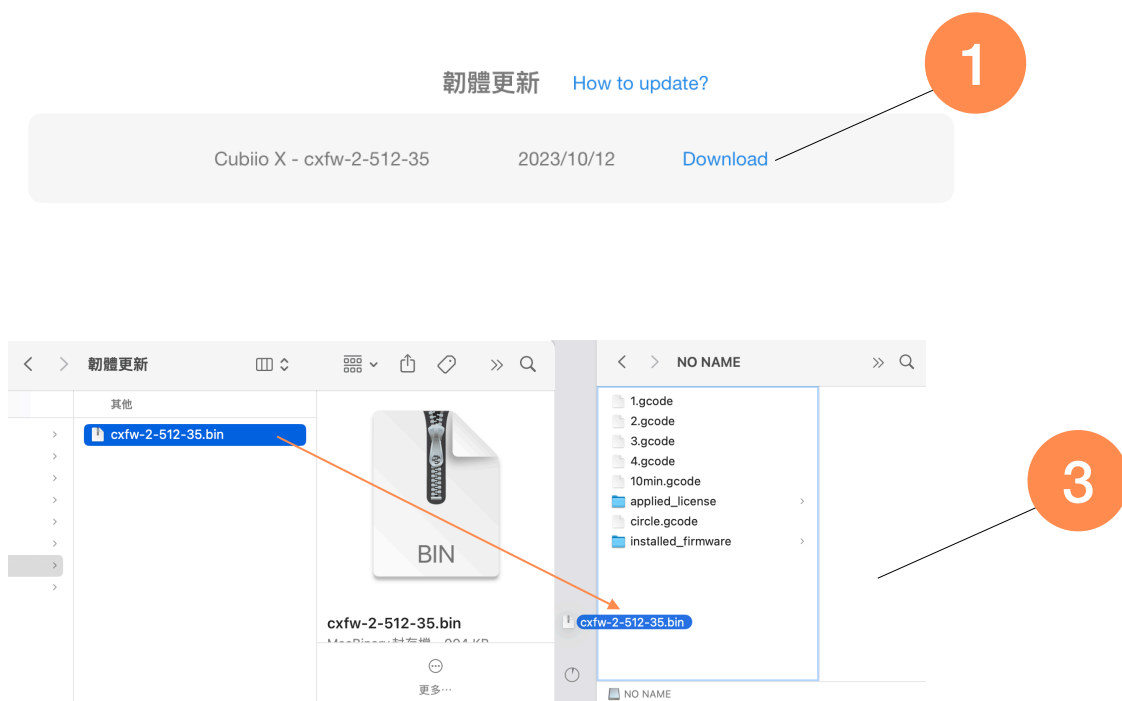 1
韌體更新 How to update?
Cubiio X - cxfw-2-512-35 2023/10/12 Download
韌體更新
其他
cxfw-2-512-35.bin
BIN
cxfw-2-512-35.bin
更多…
NO NAME
1.gcode
2.gcode
3.gcode
4.gcode
10min.gcode
applied_license
circle.gcode
installed_firmware
cxfw-2-512-35.bin
NO NAME
3